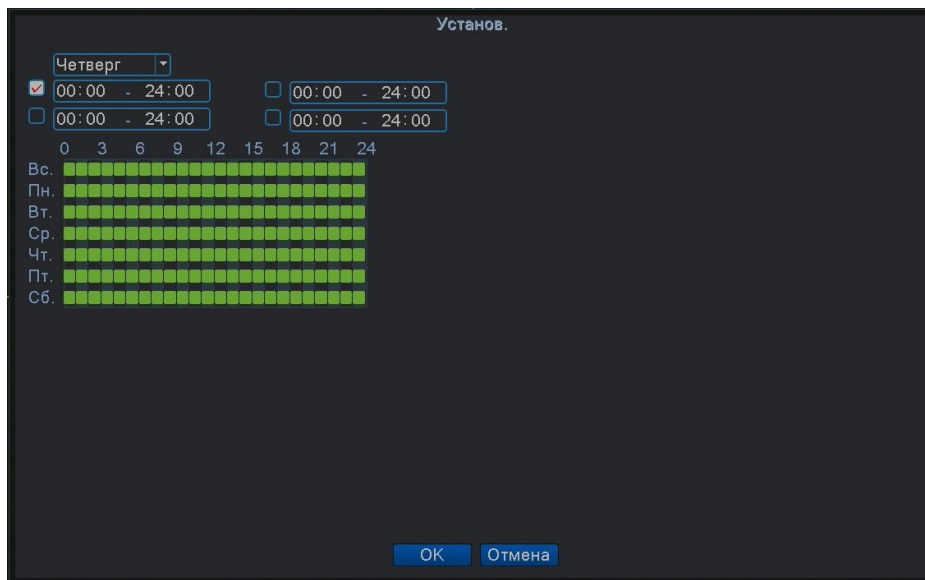 Установ.
Четверг
00:00 - 24:00 00:00 - 24:00
00:00 - 24:00 00:00 - 24:00
0 3 6 9 12 15 18 21 24
Вс.
Пн.
Вт.
Ср.
Чт.
Пт.
Сб.
OK Отмена